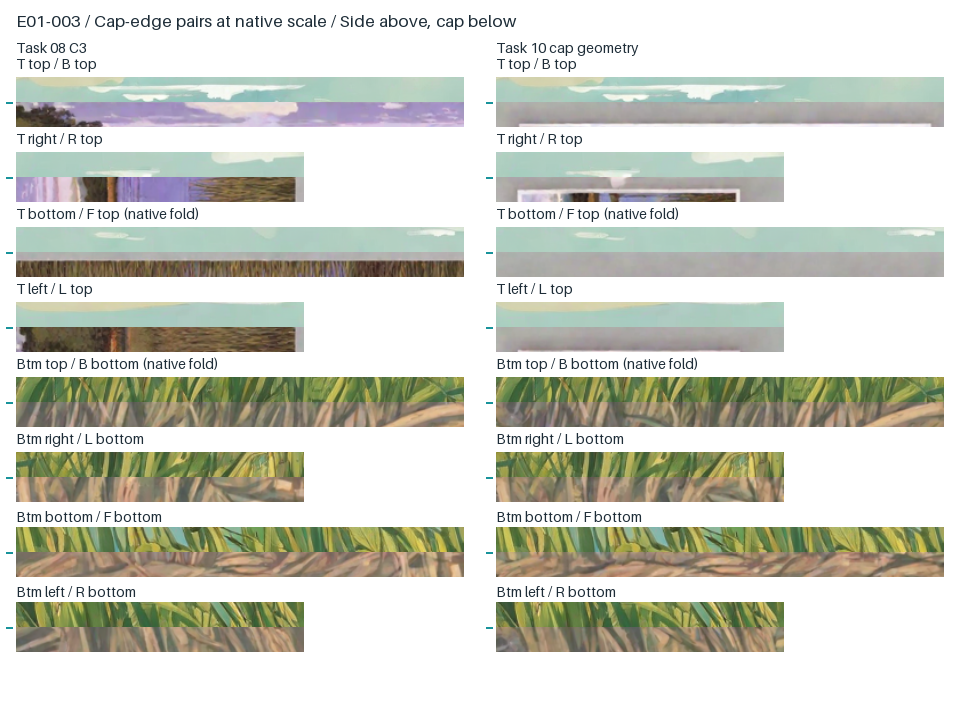 E01-003 / Cap-edge pairs at native scale / Side above, cap below
Task 08 C3
T top / B top
T right / R top
T bottom / F top (native fold)
T left / L top
Btm top / B bottom (native fold)
Btm right / L bottom
Btm bottom / F bottom
Btm left / R bottom
Task 10 cap geometry
T top / B top
T right / R top
T bottom / F top (native fold)
T left / L top
Btm top / B bottom (native fold)
Btm right / L bottom
Btm bottom / F bottom
Btm left / R bottom